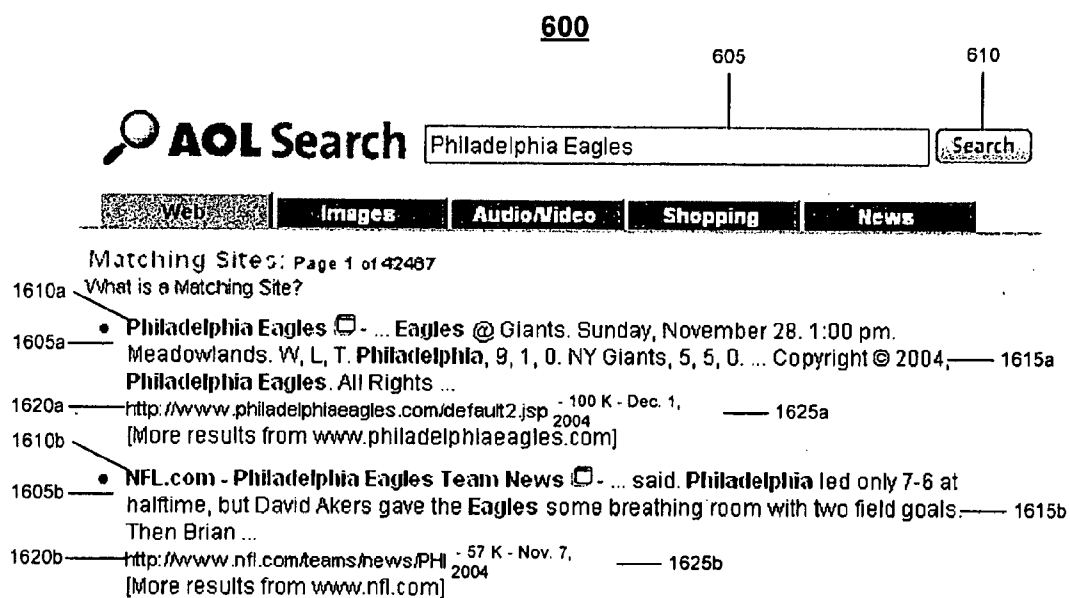 600
605 610
AOL Search Philadelphia Eagles Search
Web Images Audio/Video Shopping News
Matching Sites: Page 1 of 42467
What is a Matching Site?
1610a
• Philadelphia Eagles - ... Eagles @ Giants. Sunday, November 28. 1:00 pm.
1605a Meadowlands. W, L, T. Philadelphia, 9, 1, 0. NY Giants, 5, 5, 0. ... Copyright © 2004, 1615a
Philadelphia Eagles. All Rights ...
1620a http://www.philadelphiaeagles.com/default2.jsp - 100 K - Dec. 1, 2004 1625a
[More results from www.philadelphiaeagles.com]
1610b
• NFL.com - Philadelphia Eagles Team News - ... said. Philadelphia led only 7-6 at
1605b halftime, but David Akers gave the Eagles some breathing room with two field goals. 1615b
Then Brian ...
1620b http://www.nfl.com/teams/news/PHI - 57 K - Nov. 7, 2004 1625b
[More results from www.nfl.com]